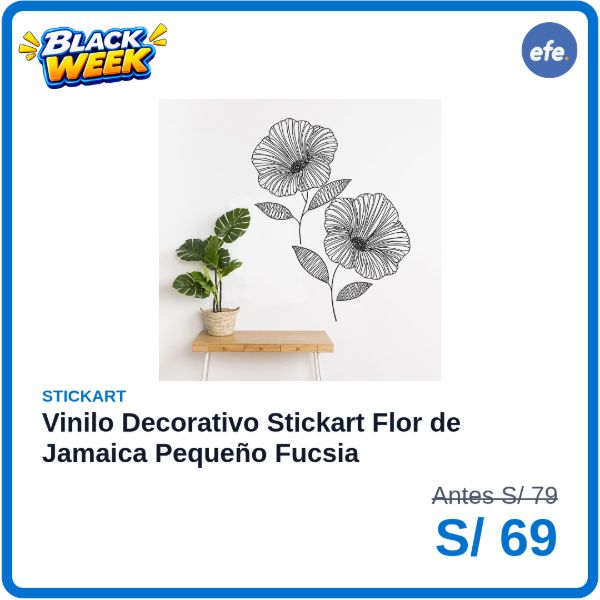 BLACK
WEEK
efe.
STICKART
Vinilo Decorativo Stickart Flor de
Jamaica Pequeño Fucsia
Antes S/ 79
S/ 69